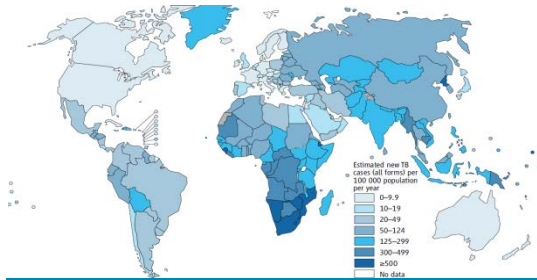 Estimated new TB
cases (all forms) per
100 000 population
per year
0–9.9
10–19
20–49
50–124
125–299
300–499
≥500
No data